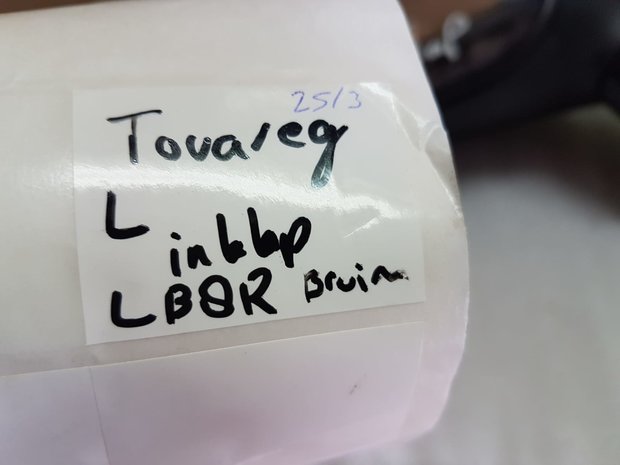 25/3
Touareg
L
inklap
LB8R Bruin